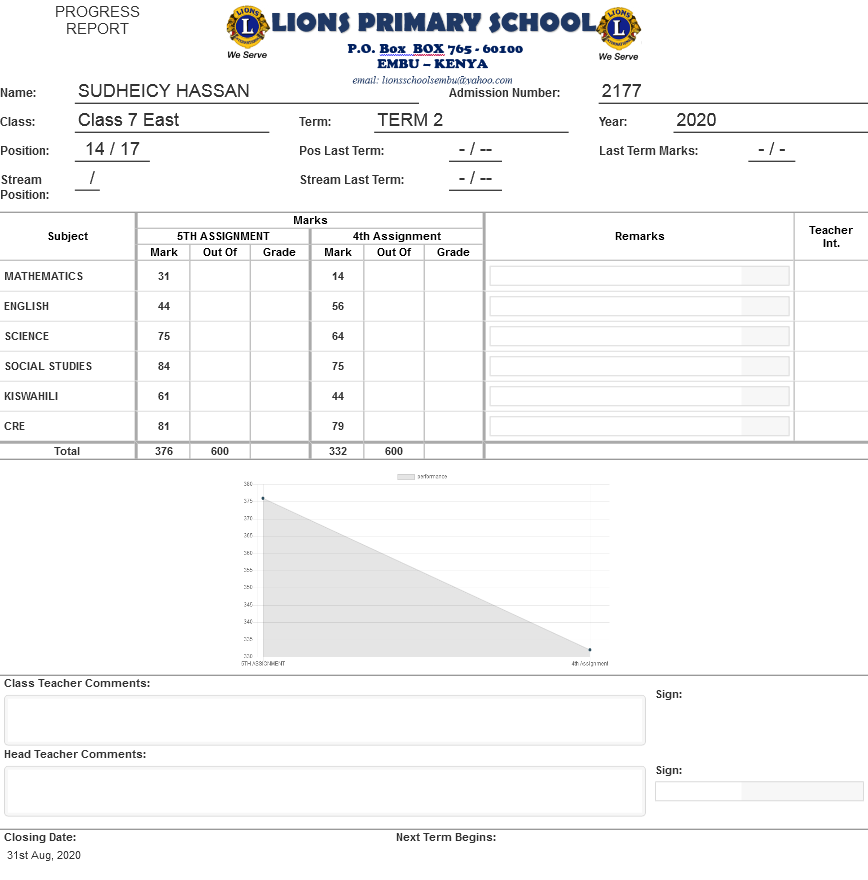 PROGRESS
REPORT
LIONS PRIMARY SCHOOL
We Serve
We Serve
P.O. Box BOX 765 - 60100
EMBU – KENYA
email: lionsschoolsembu@yahoo.com
Name: SUDHEICY HASSAN Admission Number: 2177
Class: Class 7 East Term: TERM 2 Year: 2020
Position: 14 / 17 Pos Last Term: - / -- Last Term Marks: - / -
Stream Position: / Stream Last Term: - / --
Marks
Subject 5TH ASSIGNMENT 4th Assignment Remarks Teacher Int.
Mark Out Of Grade Mark Out Of Grade
MATHEMATICS 31 14
ENGLISH 44 56
SCIENCE 75 64
SOCIAL STUDIES 84 75
KISWAHILI 61 44
CRE 81 79
Total 376 600 332 600
performance
380
375
370
365
360
355
350
345
340
335
330
5TH ASSIGNMENT 4th Assignment
Class Teacher Comments:
Sign:
Head Teacher Comments:
Sign:
Closing Date: Next Term Begins:
31st Aug, 2020